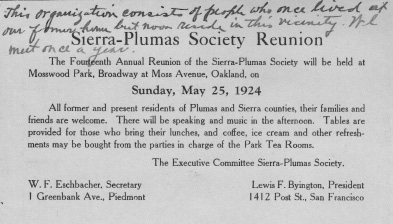 This organization consists of people who once lived at
our former home but now reside in this vicinity. We
meet once a year.
Sierra-Plumas Society Reunion
The Fourteenth Annual Reunion of the Sierra-Plumas Society will be held at
Mosswood Park, Broadway at Moss Avenue, Oakland, on
Sunday, May 25, 1924
All former and present residents of Plumas and Sierra counties, their families and
friends are welcome. There will be speaking and music in the afternoon. Tables are
provided for those who bring their lunches, and coffee, ice cream and other refresh-
ments may be bought from the parties in charge of the Park Tea Rooms.
The Executive Committee Sierra-Plumas Society.
W. F. Eschbacher, Secretary
1 Greenbank Ave., Piedmont
Lewis F. Byington, President
1412 Post St., San Francisco